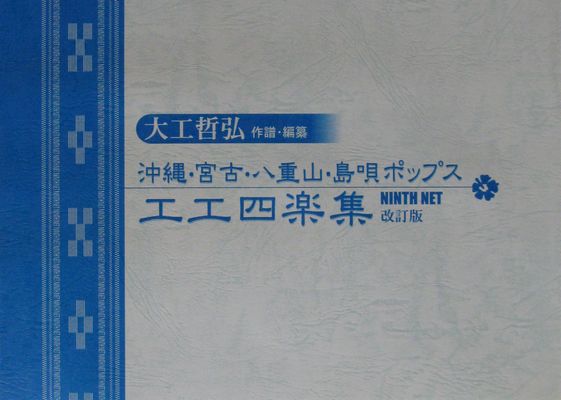 大工哲弘 作譜・編纂
沖縄・宮古・八重山・島唄ポップス
工工四楽集 NINTH NET 改訂版